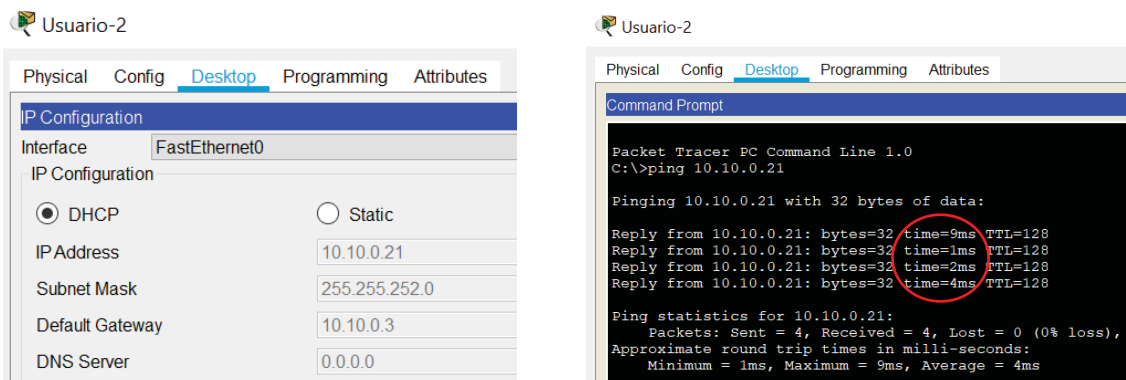 Usuario-2
Physical Config Desktop Programming Attributes
IP Configuration
Interface FastEthernet0
IP Configuration
DHCP Static
IP Address 10.10.0.21
Subnet Mask 255.255.252.0
Default Gateway 10.10.0.3
DNS Server 0.0.0.0
Usuario-2
Physical Config Desktop Programming Attributes
Command Prompt
Packet Tracer PC Command Line 1.0
C:\>ping 10.10.0.21
Pinging 10.10.0.21 with 32 bytes of data:
Reply from 10.10.0.21: bytes=32 time=9ms TTL=128
Reply from 10.10.0.21: bytes=32 time=1ms TTL=128
Reply from 10.10.0.21: bytes=32 time=2ms TTL=128
Reply from 10.10.0.21: bytes=32 time=4ms TTL=128
Ping statistics for 10.10.0.21:
Packets: Sent = 4, Received = 4, Lost = 0 (0% loss),
Approximate round trip times in milli-seconds:
Minimum = 1ms, Maximum = 9ms, Average = 4ms